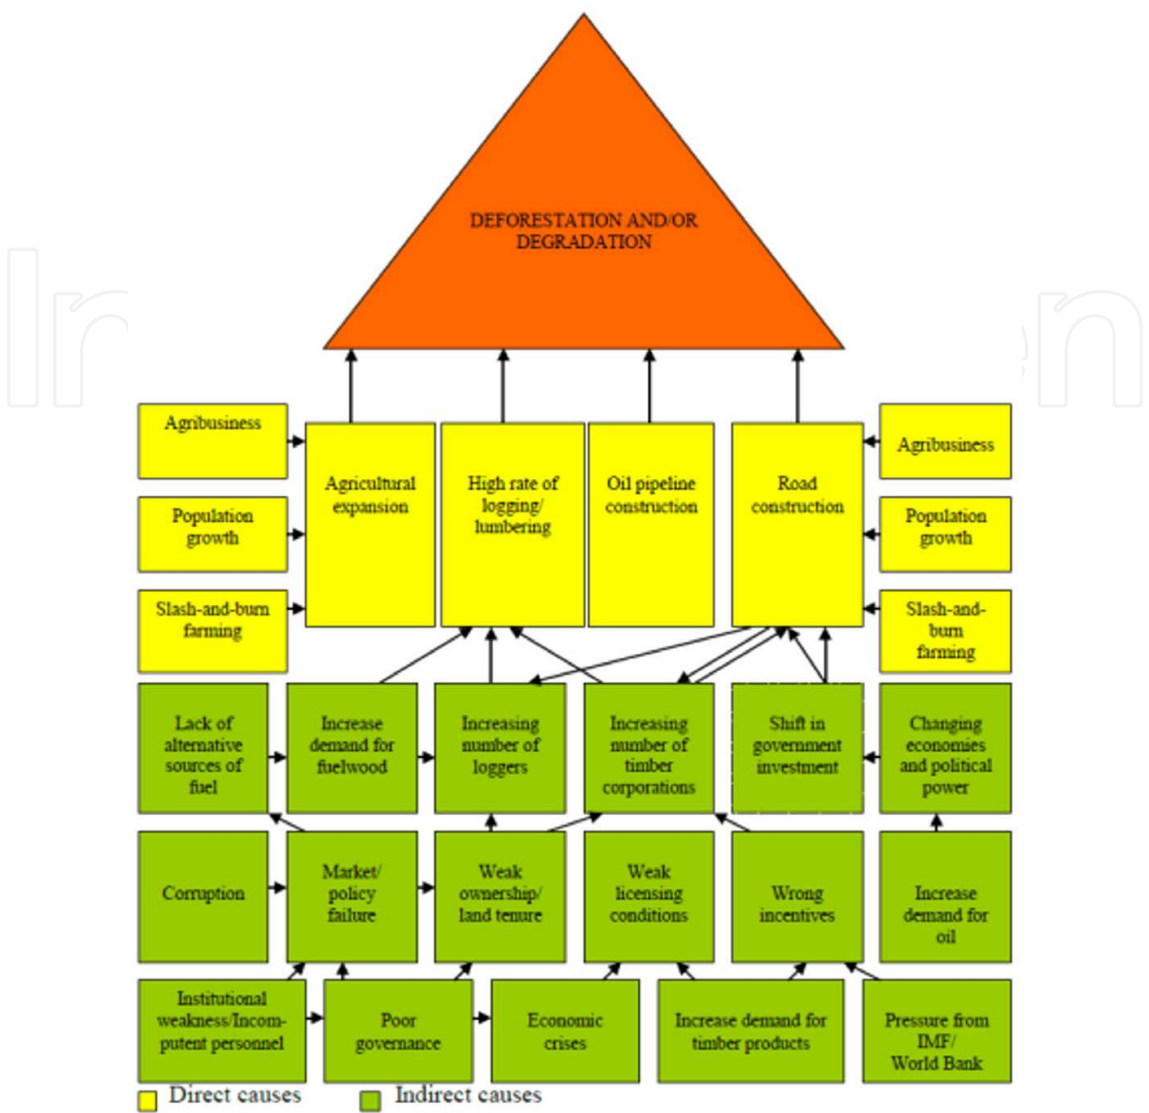 DEFORESTATION AND/OR
DEGRADATION
Agribusiness
Population
growth
Slash-and-burn
farming
Agricultural
expansion
High rate of
logging/
lumbering
Oil pipeline
construction
Road
construction
Agribusiness
Population
growth
Slash-and-
burn
farming
Lack of
alternative
sources of
fuel
Increase
demand for
fuelwood
Increasing
number of
loggers
Increasing
number of
timber
corporations
Shift in
government
investment
Changing
economies
and political
power
Corruption
Market/
policy
failure
Weak
ownership/
land tenure
Weak
licensing
conditions
Wrong
incentives
Increase
demand for
oil
Institutional
weakness/Incom-
putent personnel
Poor
governance
Economic
crises
Increase demand for
timber products
Pressure from
IMF/
World Bank
Direct causes
Indirect causes